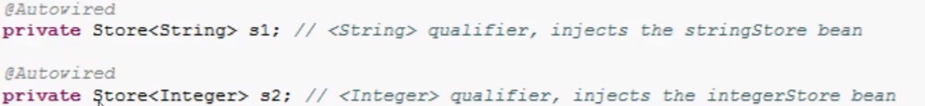 @Autowired
private Store<String> s1; // <String> qualifier, injects the stringStore bean
@Autowired
private Store<Integer> s2; // <Integer> qualifier, injects the integerStore bean